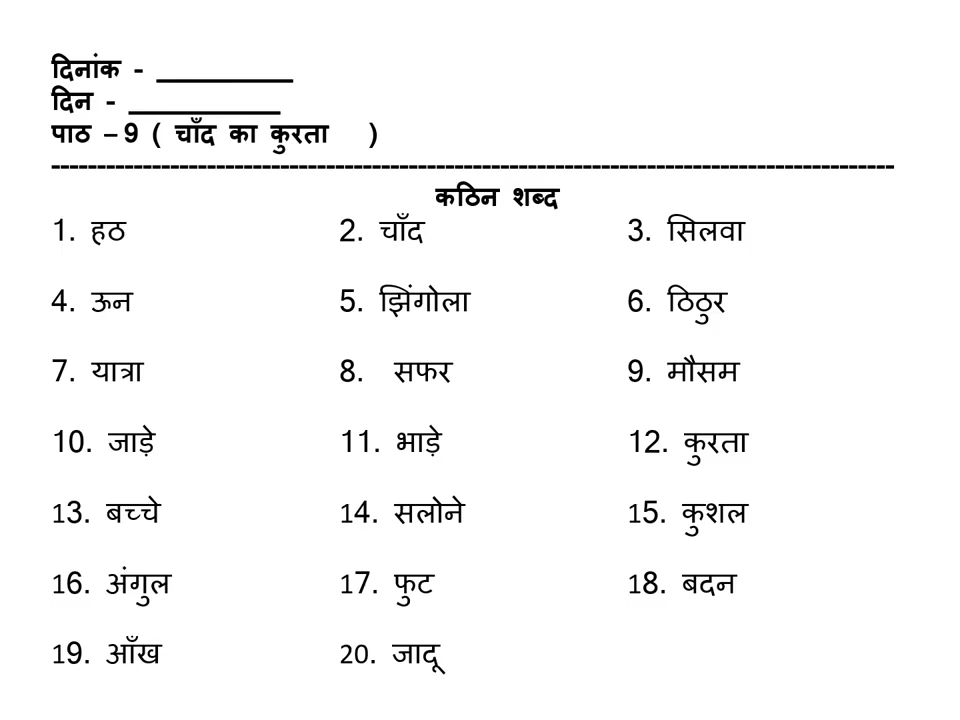 दिनांक - __________
दिन - ___________
पाठ – 9 ( चाँद का कुरता )
--------------------------------------------------------------------------------------------
कठिन शब्द
1. हठ 2. चाँद 3. सिलवा
4. ऊन 5. झिंगोला 6. ठिठुर
7. यात्रा 8. सफर 9. मौसम
10. जाड़े 11. भाड़े 12. कुरता
13. बच्चे 14. सलोने 15. कुशल
16. अंगुल 17. फुट 18. बदन
19. आँख 20. जादू